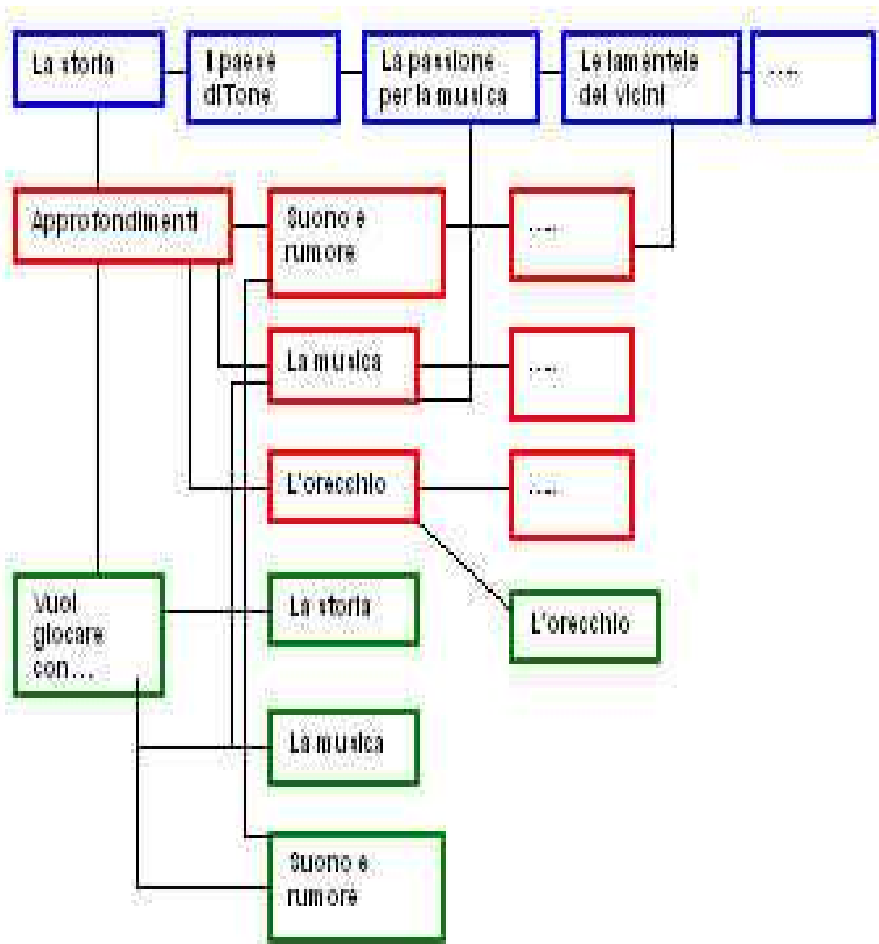 La storia
Il paese
di Tone
La passione
per la musica
Le lamentele
dei vicini
.....
Approfondimenti
Suono e
rumore
.....
La musica
.....
L'orecchio
.....
Vuoi
giocare
con...
La storia
L'orecchio
La musica
Suono e
rumore